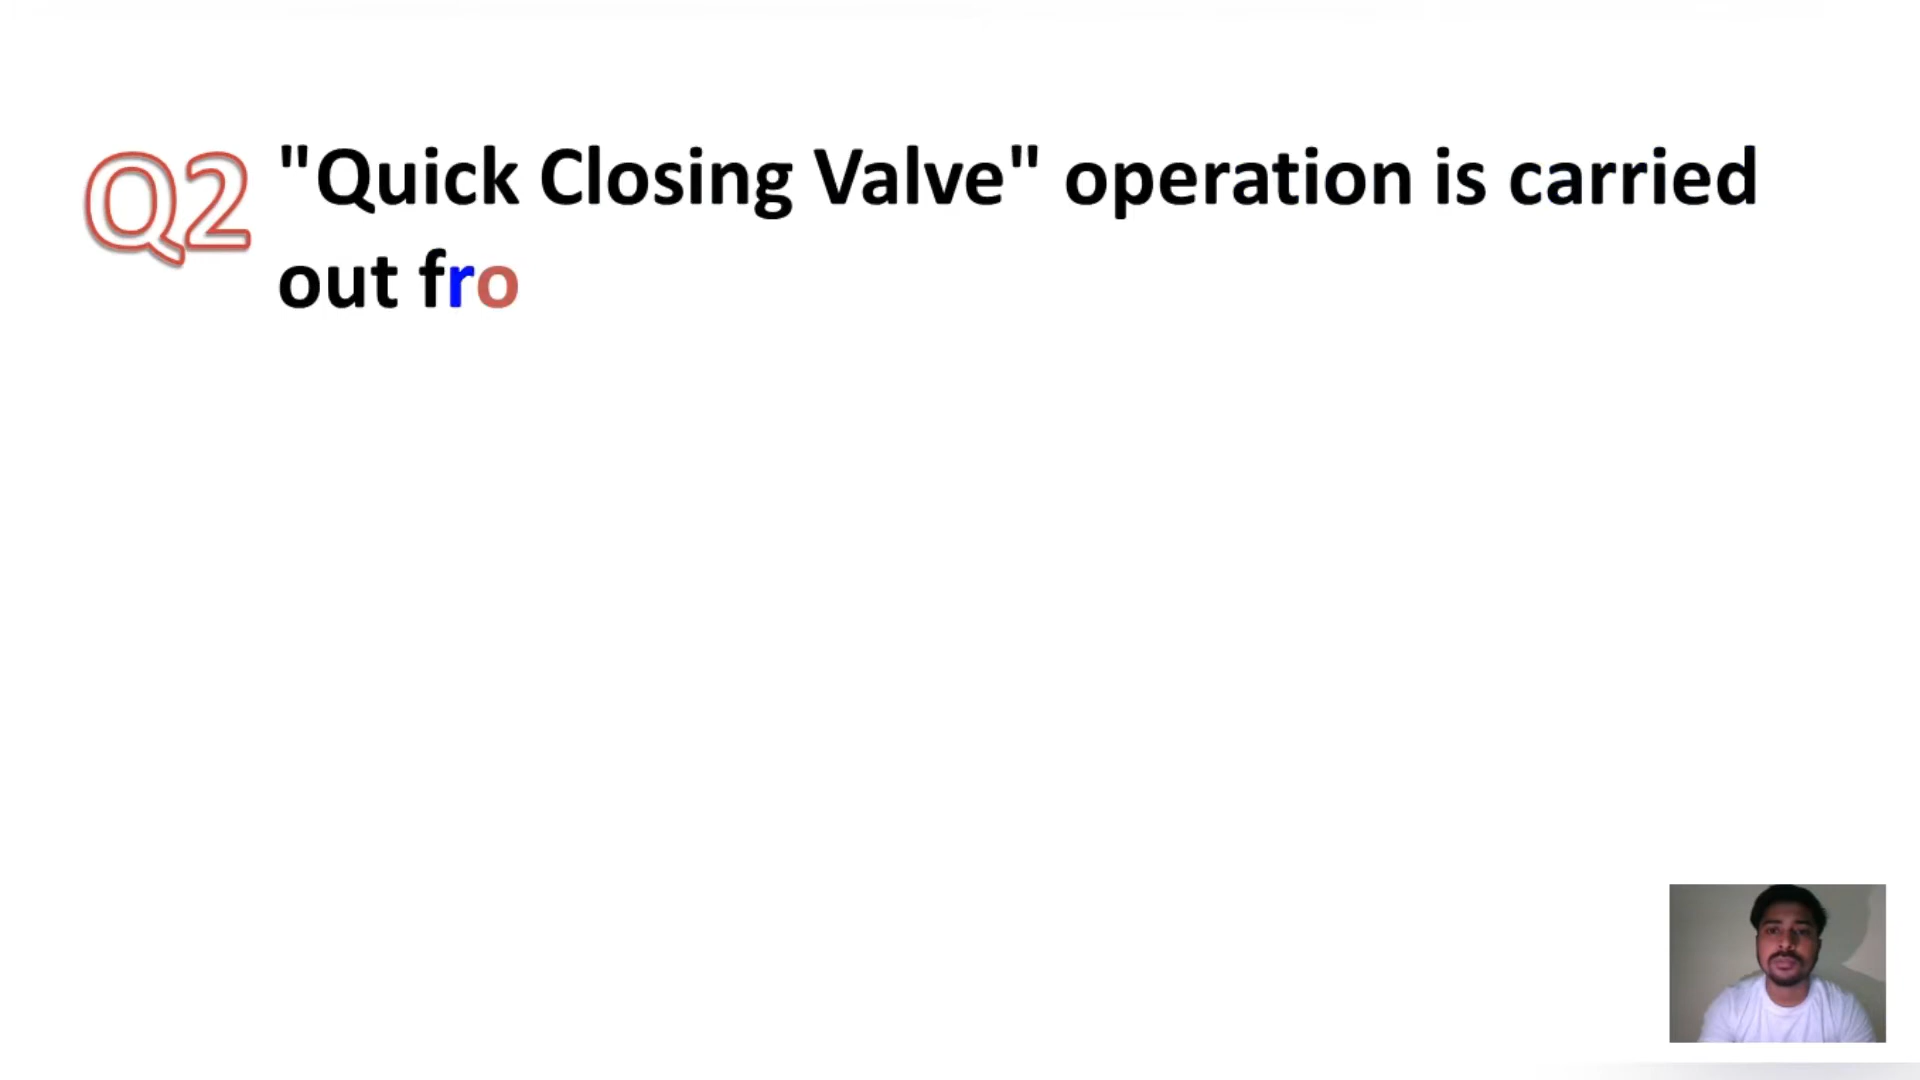 Q2 "Quick Closing Valve" operation is carried
out fro